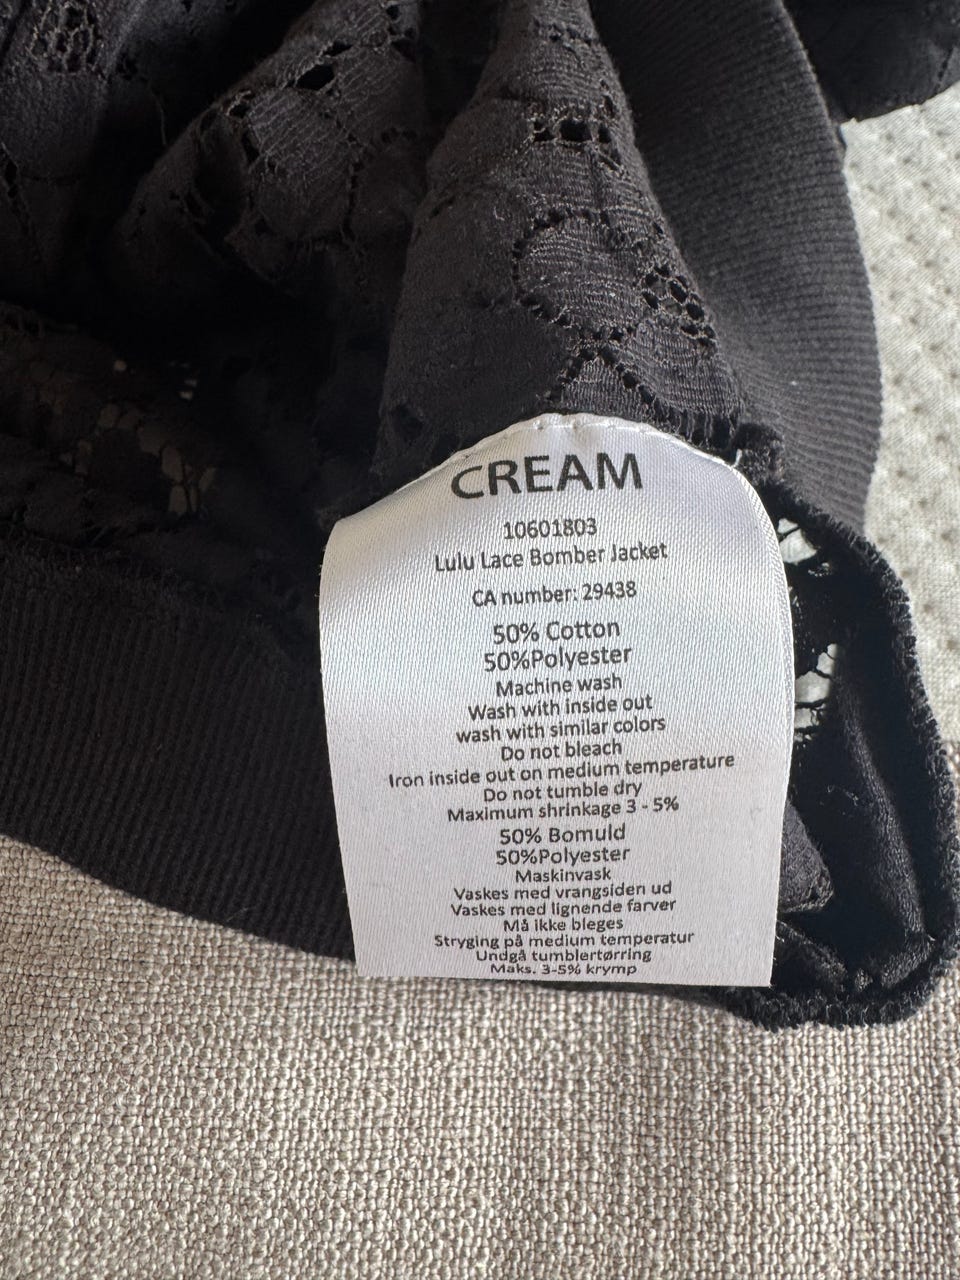 CREAM
10601803
Lulu Lace Bomber Jacket
CA number: 29438
50% Cotton
50%Polyester
Machine wash
Wash with inside out
wash with similar colors
Do not bleach
Iron inside out on medium temperature
Do not tumble dry
Maximum shrinkage 3 - 5%
50% Bomuld
50%Polyester
Maskinvask
Vaskes med vrangsiden ud
Vaskes med lignende farver
Må ikke bleges
Stryging på medium temperatur
Undgå tumblertørring
Maks. 3-5% krymp